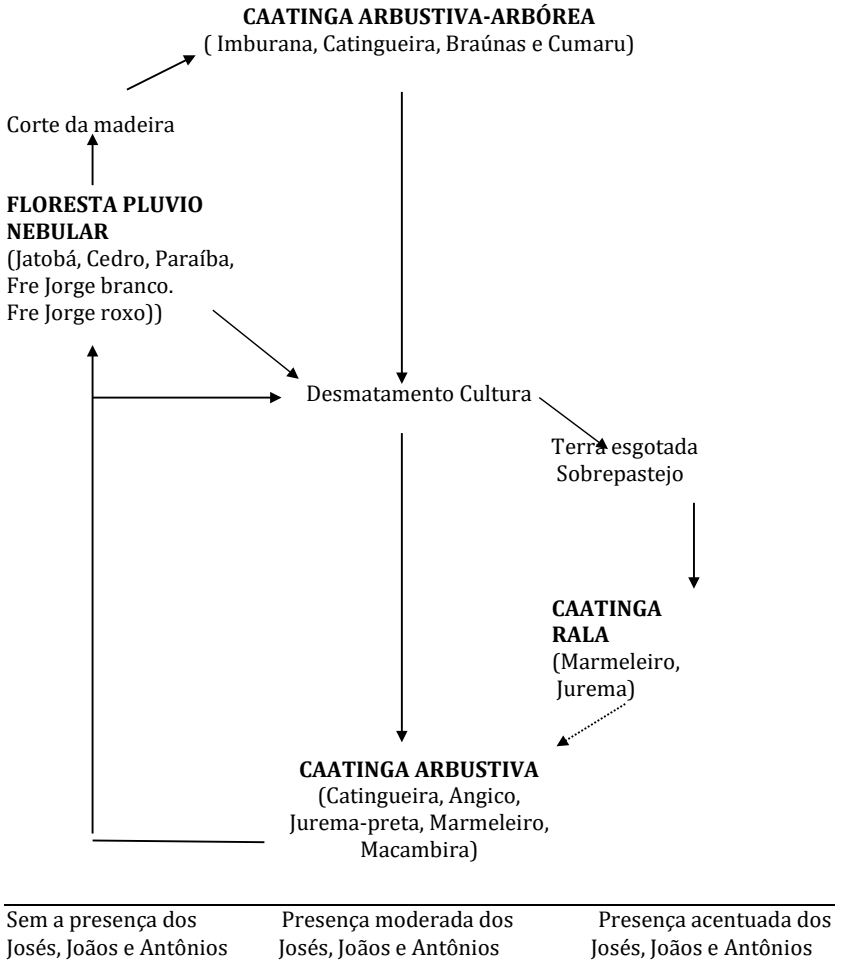 CAATINGA ARBUSTIVA-ARBÓREA
( Imburana, Catingueira, Braúnas e Cumaru)
Corte da madeira
FLORESTA PLUVIO
NEBULAR
(Jatobá, Cedro, Paraíba,
Fre Jorge branco.
Fre Jorge roxo))
Desmatamento Cultura
Terra esgotada
Sobrepastejo
CAATINGA
RALA
(Marmeleiro,
Jurema)
CAATINGA ARBUSTIVA
(Catingueira, Angico,
Jurema-preta, Marmeleiro,
Macambira)
Sem a presença dos
Josés, Joãos e Antônios
Presença moderada dos
Josés, Joãos e Antônios
Presença acentuada dos
Josés, Joãos e Antônios